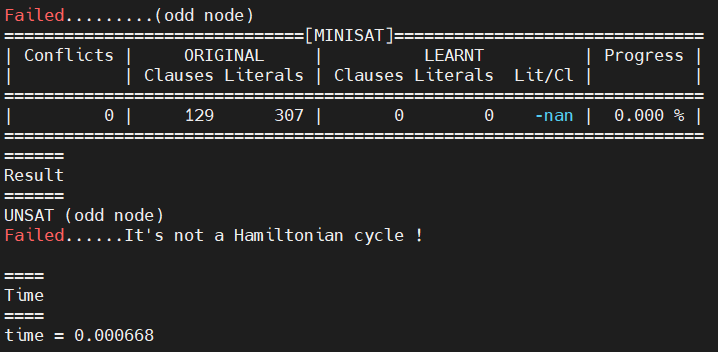 Failed.........(odd node)
==============================[MINISAT]===============================
| Conflicts |     ORIGINAL     |          LEARNT          | Progress |
|           | Clauses Literals |  Clauses Literals  Lit/Cl |          |
======================================================================
|         0 |     129      307 |       0        0    -nan |  0.000 % |
======================================================================
======
Result
======
UNSAT (odd node)
Failed......It's not a Hamiltonian cycle !
====
Time
====
time = 0.000668